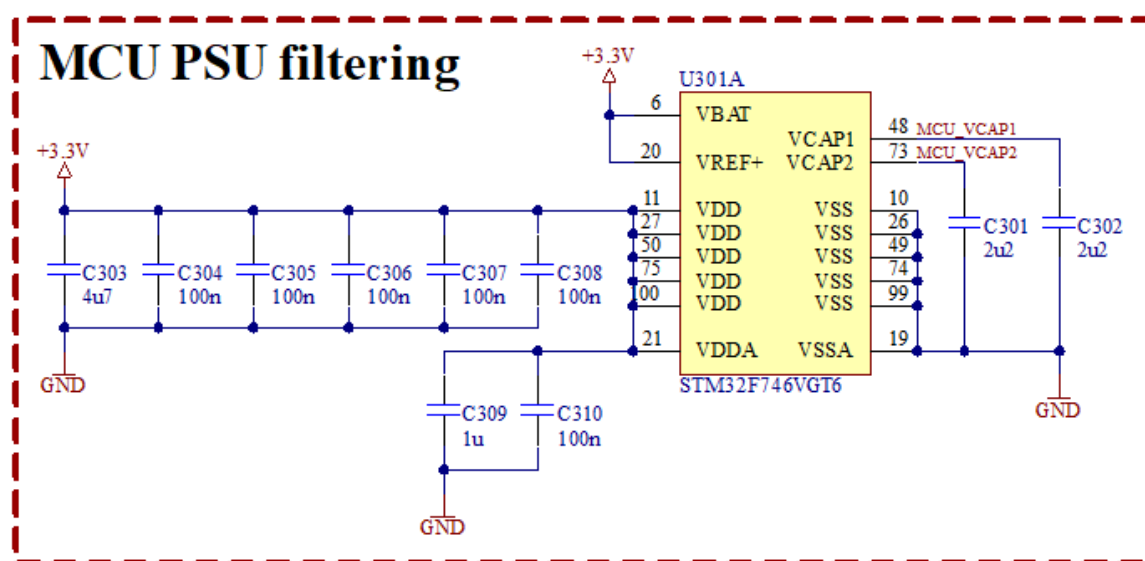 MCU PSU filtering
+3.3V
U301A
6 VBAT
VCAP1 48 MCU_VCAP1
20 VREF+ VCAP2 73 MCU_VCAP2
+3.3V
11 VDD VSS 10
27 VDD VSS 26
50 VDD VSS 49
75 VDD VSS 74
100 VDD VSS 99
21 VDDA VSSA 19
STM32F746VGT6
C303
4u7
C304
100n
C305
100n
C306
100n
C307
100n
C308
100n
C301
2u2
C302
2u2
GND
C309
1u
C310
100n
GND
GND